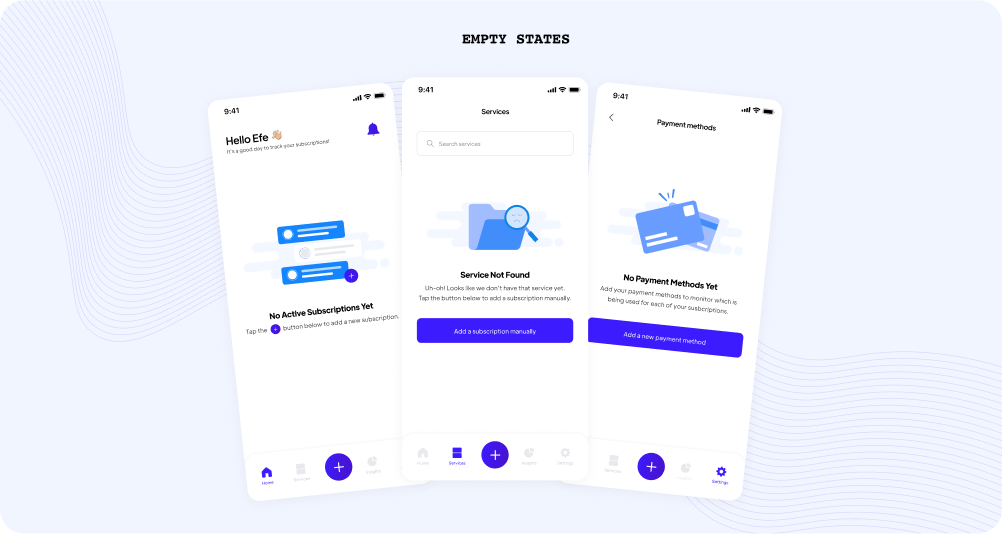 EMPTY STATES
9:41
Hello Efe 👋🏼
It's a good day to track your subscriptions!
No Active Subscriptions Yet
Tap the + button below to add a new subscription.
Home
Services
Insights
9:41
Services
Search services
Service Not Found
Uh-oh! Looks like we don't have that service yet.
Tap the button below to add a subscription manually.
Add a subscription manually
Home
Services
Insights
Settings
9:41
Payment methods
No Payment Methods Yet
Add your payment methods to monitor which is
being used for each of your susbcriptions.
Add a new payment method
Services
Insights
Settings